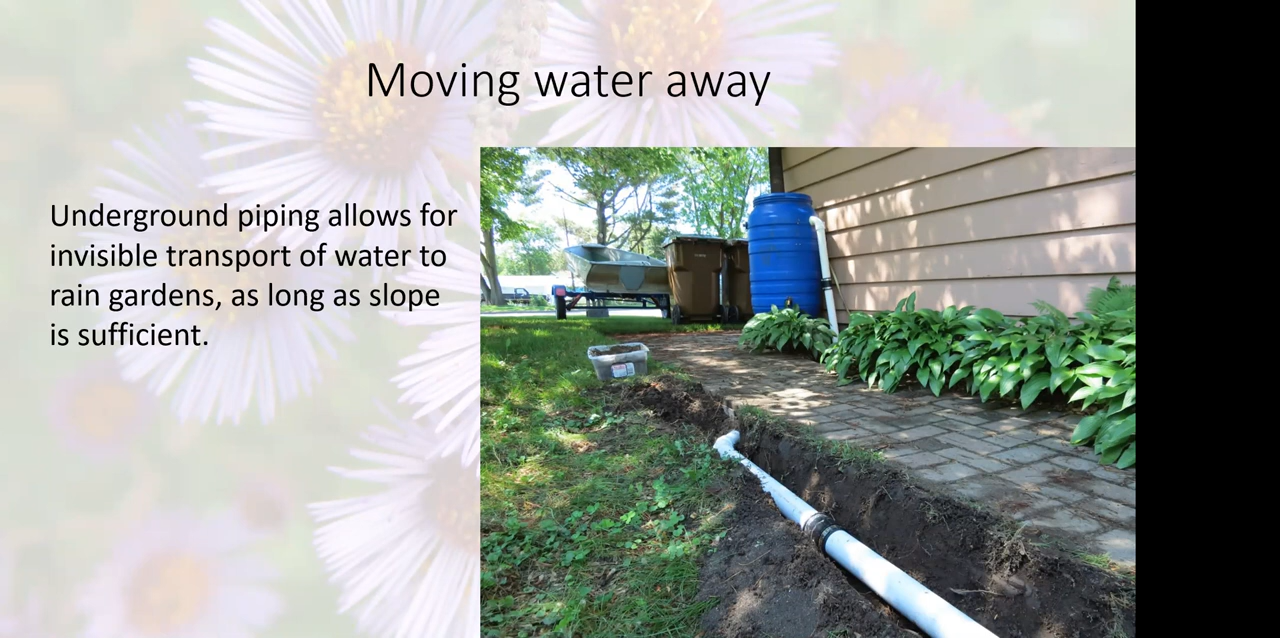 Moving water away
Underground piping allows for
invisible transport of water to
rain gardens, as long as slope
is sufficient.